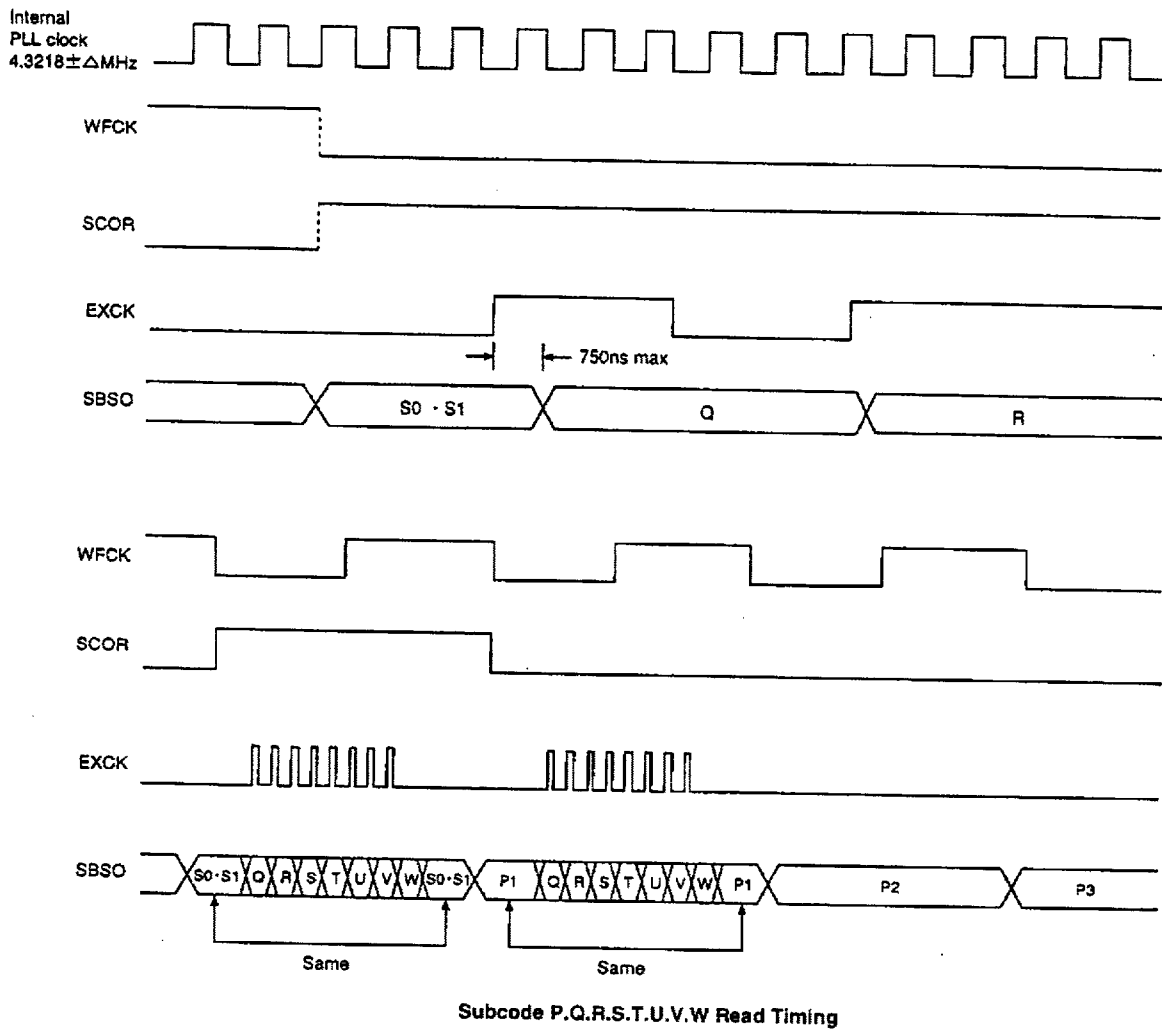 Internal
PLL clock
4.3218±△MHz
WFCK
SCOR
EXCK
750ns max
SBSO
S0 · S1
Q
R
WFCK
SCOR
EXCK
SBSO
S0·S1 Q R S T U V W S0·S1 P1 Q R S T U V W P1 P2 P3
Same
Same
Subcode P.Q.R.S.T.U.V.W Read Timing